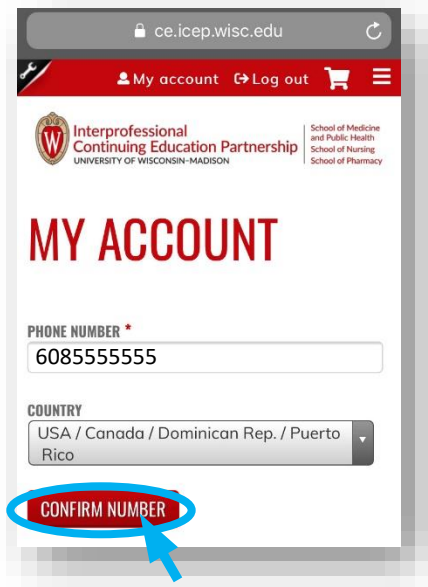 ce.icep.wisc.edu
My account Log out
W
Interprofessional
Continuing Education Partnership
UNIVERSITY OF WISCONSIN–MADISON
School of Medicine
and Public Health
School of Nursing
School of Pharmacy
MY ACCOUNT
PHONE NUMBER *
6085555555
COUNTRY
USA / Canada / Dominican Rep. / Puerto
Rico
CONFIRM NUMBER